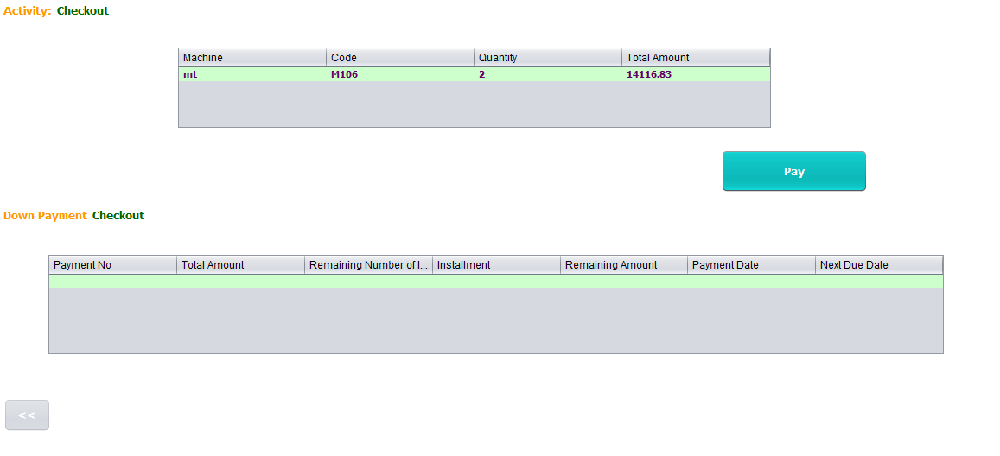 Activity: Checkout
Machine Code Quantity Total Amount
mt M106 2 14116.83
Pay
Down Payment Checkout
Payment No Total Amount Remaining Number of I... Installment Remaining Amount Payment Date Next Due Date
<<